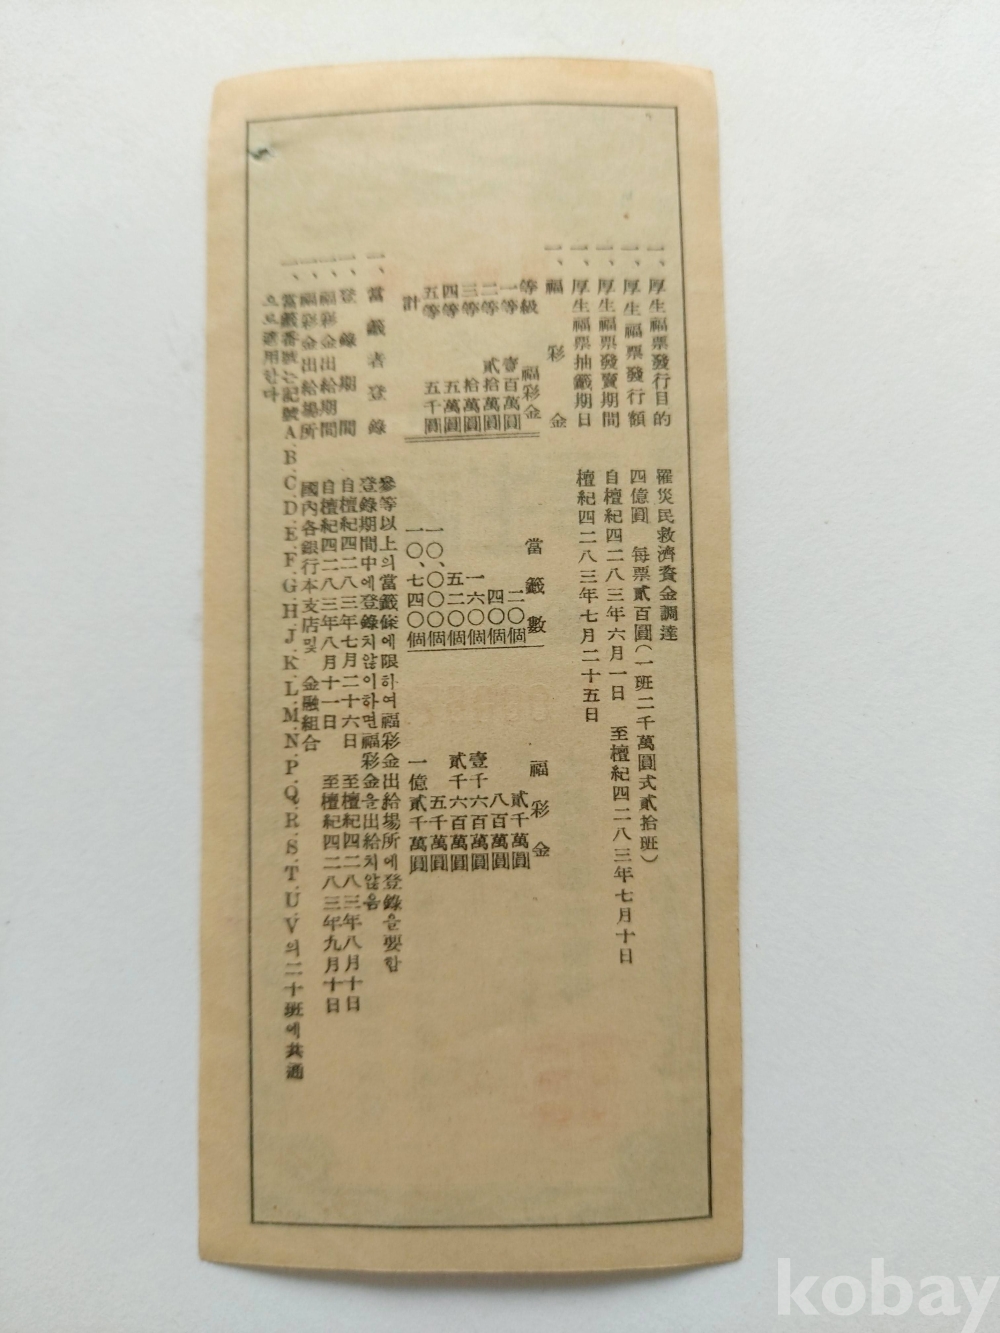 一、厚生福票發行目的 罹災民救濟資金調達
一、厚生福票發行額 四億圓 每票貳百圓(一班二千萬圓式貳拾班)
一、厚生福票發賣期間 自檀紀四二八三年六月一日 至檀紀四二八三年七月十日
一、厚生福票抽籤期日 檀紀四二八三年七月二十五日
一、福彩金
等級 福彩金 當籤數 福彩金
一等 壹百萬圓 二〇個 貳千萬圓
二等 貳拾萬圓 四〇個 八百萬圓
三等 拾萬圓 一六〇個 壹千六百萬圓
四等 五萬圓 五二〇個 貳千六百萬圓
五等 五千圓 一〇、〇〇〇個 五千萬圓
計 一〇、七四〇個 一億貳千萬圓
一、當籤者登錄 參等以上의當籤侤에限하여福彩金出給場所에登錄을要함
登錄期間中에登錄치않이하면福彩金을出給치않음
一、登錄期間 自檀紀四二八三年七月二十六日 至檀紀四二八三年八月十日
一、福彩金出給期間 自檀紀四二八三年八月十一日 至檀紀四二八三年九月十日
一、福彩金出給場所 國內各銀行本支店및 金融組合
一、當籤番號는記號A.B.C.D.E.F.G.H.J.K.L.M.N.P.Q.R.S.T.U.V의二十班에共通
으로適用한다
kobay